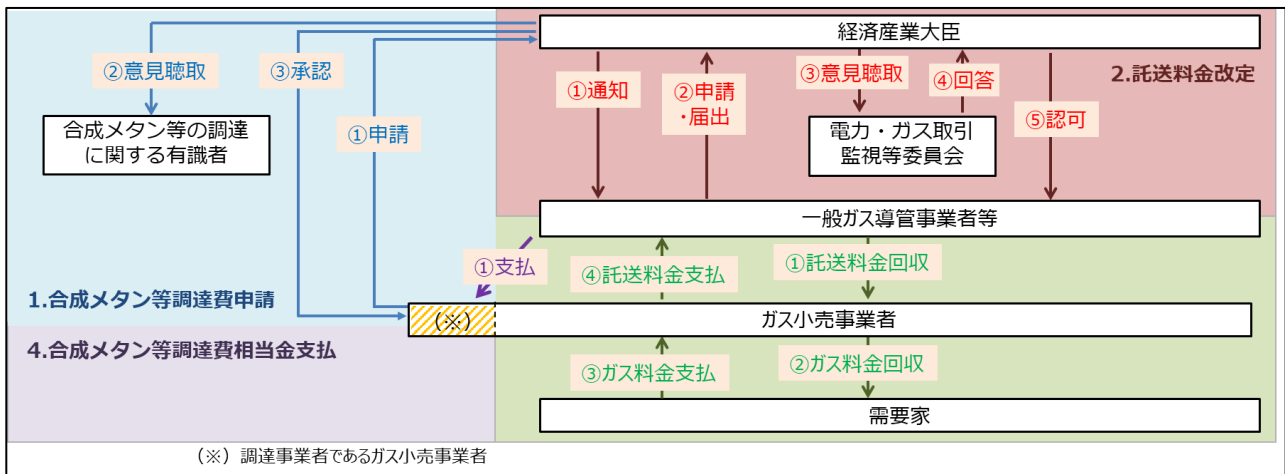 経済産業大臣
②意見聴取
③承認
①申請
合成メタン等の調達
に関する有識者
1.合成メタン等調達費申請
2.託送料金改定
①通知
②申請
・届出
③意見聴取
④回答
⑤認可
電力・ガス取引
監視等委員会
一般ガス導管事業者等
①支払
④託送料金支払
①託送料金回収
(※)
ガス小売事業者
4.合成メタン等調達費相当金支払
③ガス料金支払
②ガス料金回収
需要家
(※)調達事業者であるガス小売事業者